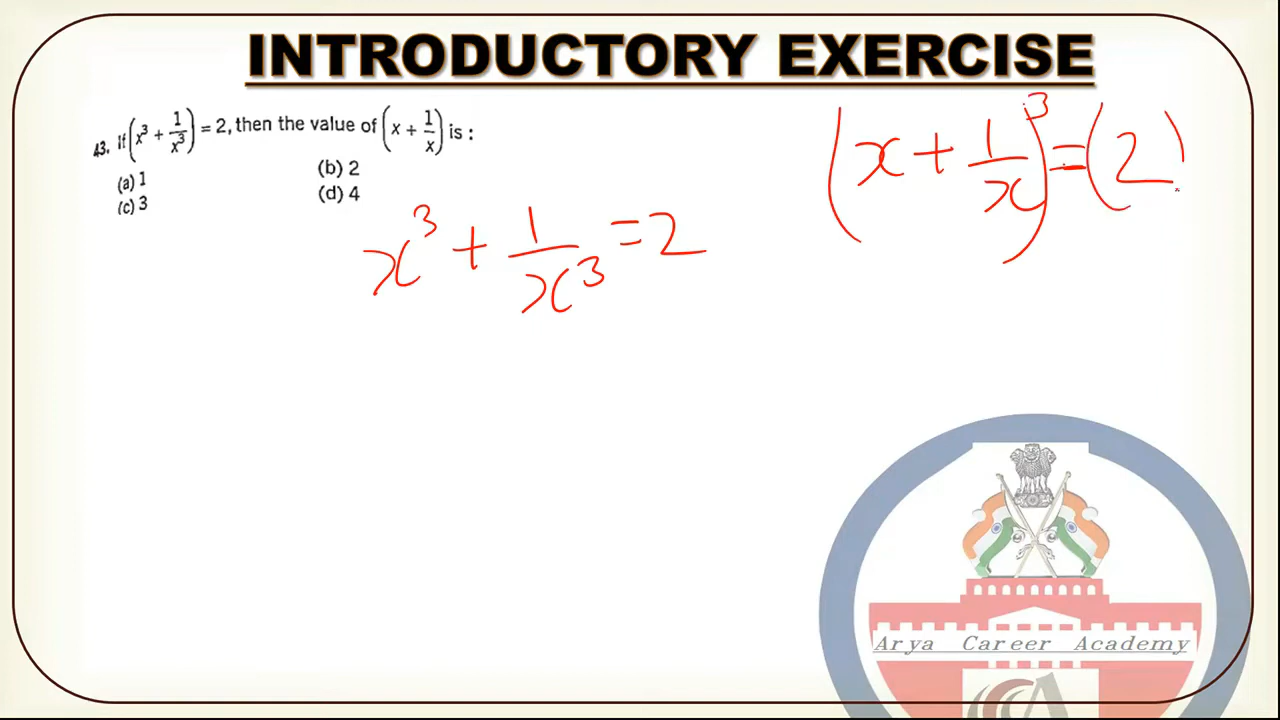 INTRODUCTORY EXERCISE
43. If (x³ + 1/x³) = 2, then the value of (x + 1/x) is :
(a) 1 (b) 2
(c) 3 (d) 4
(x + 1/x)³ = (2)
x³ + 1/x³ = 2
Arya Career Academy